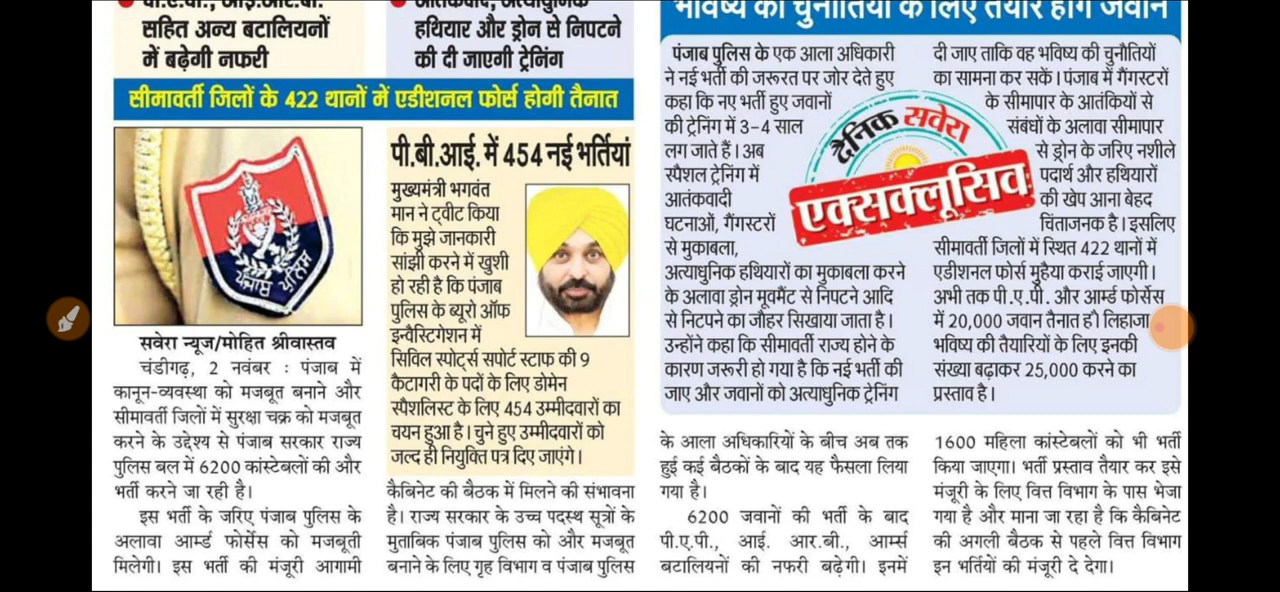 पी.ए.पी., आई.आर.बी.
सहित अन्य बटालियनों
में बढ़ेगी नफरी
आतंकवाद, अत्याधुनिक
हथियार और ड्रोन से निपटने
की दी जाएगी ट्रेनिंग
सीमावर्ती जिलों के 422 थानों में एडीशनल फोर्स होगी तैनात
ਪੰਜਾਬ ਪੁਲਿਸ
सवेरा न्यूज/मोहित श्रीवास्तव
चंडीगढ़, 2 नवंबर : पंजाब में
कानून-व्यवस्था को मजबूत बनाने और
सीमावर्ती जिलों में सुरक्षा चक्र को मजबूत
करने के उद्देश्य से पंजाब सरकार राज्य
पुलिस बल में 6200 कांस्टेबलों की और
भर्ती करने जा रही है।
इस भर्ती के जरिए पंजाब पुलिस के
अलावा आर्म्ड फोर्सेस को मजबूती
मिलेगी। इस भर्ती की मंजूरी आगामी
पी.बी.आई. में 454 नई भर्तियां
मुख्यमंत्री भगवंत
मान ने ट्वीट किया
कि मुझे जानकारी
सांझी करने में खुशी
हो रही है कि पंजाब
पुलिस के ब्यूरो ऑफ
इन्वैस्टिगेशन में
सिविल स्पोर्ट्स सपोर्ट स्टाफ की 9
कैटागरी के पदों के लिए डोमेन
स्पैशलिस्ट के लिए 454 उम्मीदवारों का
चयन हुआ है। चुने हुए उम्मीदवारों को
जल्द ही नियुक्ति पत्र दिए जाएंगे।
कैबिनेट की बैठक में मिलने की संभावना
है। राज्य सरकार के उच्च पदस्थ सूत्रों के
मुताबिक पंजाब पुलिस को और मजबूत
बनाने के लिए गृह विभाग व पंजाब पुलिस
भविष्य की चुनौतियों के लिए तैयार होंगे जवान
पंजाब पुलिस के एक आला अधिकारी
ने नई भर्ती की जरूरत पर जोर देते हुए
कहा कि नए भर्ती हुए जवानों
की ट्रेनिंग में 3-4 साल
लग जाते हैं। अब
स्पैशल ट्रेनिंग में
आतंकवादी
घटनाओं, गैंगस्टरों
से मुकाबला,
अत्याधुनिक हथियारों का मुकाबला करने
के अलावा ड्रोन मूवमैंट से निपटने आदि
से निटपने का जौहर सिखाया जाता है।
उन्होंने कहा कि सीमावर्ती राज्य होने के
कारण जरूरी हो गया है कि नई भर्ती की
जाए और जवानों को अत्याधुनिक ट्रेनिंग
दैनिक सवेरा
एक्सक्लूसिव
दी जाए ताकि वह भविष्य की चुनौतियों
का सामना कर सकें। पंजाब में गैंगस्टरों
के सीमापार के आतंकियों से
संबंधों के अलावा सीमापार
से ड्रोन के जरिए नशीले
पदार्थ और हथियारों
की खेप आना बेहद
चिंताजनक है। इसलिए
सीमावर्ती जिलों में स्थित 422 थानों में
एडीशनल फोर्स मुहैया कराई जाएगी।
अभी तक पी.ए.पी. और आर्म्ड फोर्सेस
में 20,000 जवान तैनात हौ लिहाजा
भविष्य की तैयारियों के लिए इनकी
संख्या बढ़ाकर 25,000 करने का
प्रस्ताव है।
के आला अधिकारियों के बीच अब तक
हुई कई बैठकों के बाद यह फैसला लिया
गया है।
6200 जवानों की भर्ती के बाद
पी.ए.पी., आई. आर.बी., आर्म्स
बटालियनों की नफरी बढ़ेगी। इनमें
1600 महिला कांस्टेबलों को भी भर्ती
किया जाएगा। भर्ती प्रस्ताव तैयार कर इसे
मंजूरी के लिए वित्त विभाग के पास भेजा
गया है और माना जा रहा है कि कैबिनेट
की अगली बैठक से पहले वित्त विभाग
इन भर्तियों की मंजूरी दे देगा।